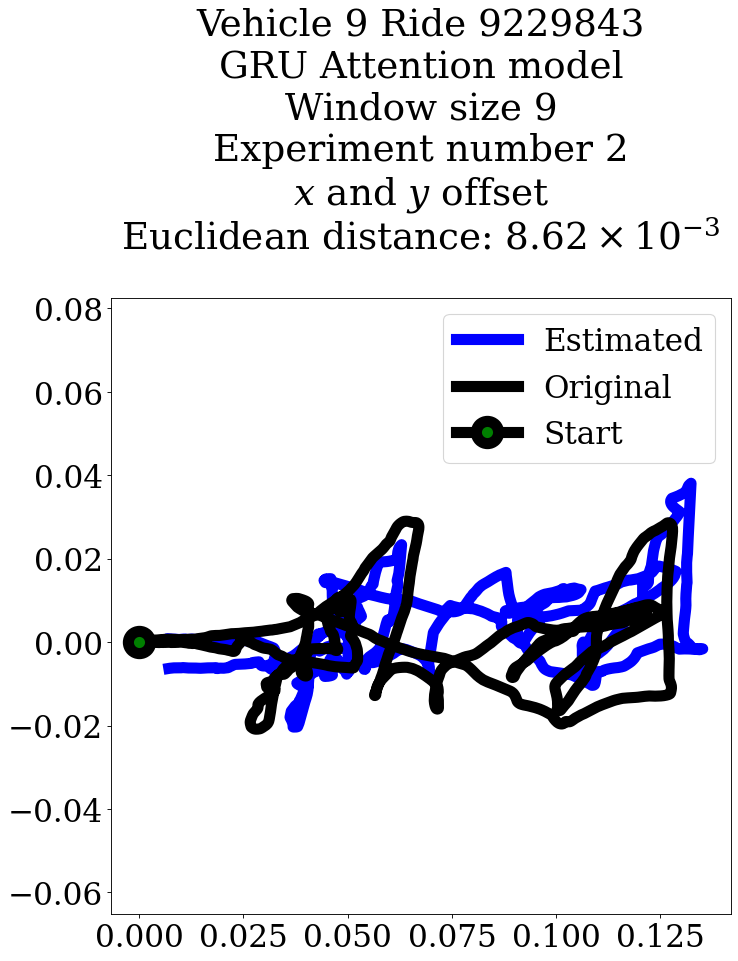 Vehicle 9 Ride 9229843
GRU Attention model
Window size 9
Experiment number 2
x and y offset
Euclidean distance: 8.62 × 10⁻³
Estimated
Original
Start
0.08
0.06
0.04
0.02
0.00
−0.02
−0.04
−0.06
0.000 0.025 0.050 0.075 0.100 0.125